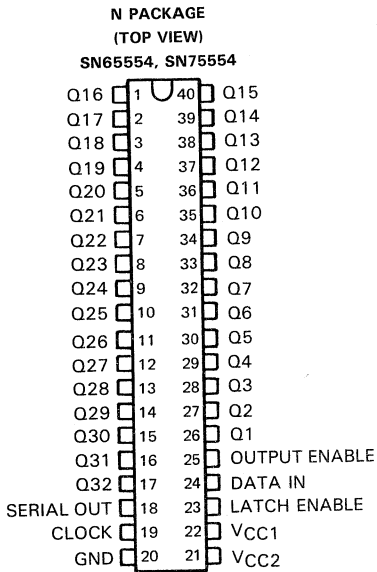 N PACKAGE
(TOP VIEW)
SN65554, SN75554
Q16 1 40 Q15
Q17 2 39 Q14
Q18 3 38 Q13
Q19 4 37 Q12
Q20 5 36 Q11
Q21 6 35 Q10
Q22 7 34 Q9
Q23 8 33 Q8
Q24 9 32 Q7
Q25 10 31 Q6
Q26 11 30 Q5
Q27 12 29 Q4
Q28 13 28 Q3
Q29 14 27 Q2
Q30 15 26 Q1
Q31 16 25 OUTPUT ENABLE
Q32 17 24 DATA IN
SERIAL OUT 18 23 LATCH ENABLE
CLOCK 19 22 VCC1
GND 20 21 VCC2